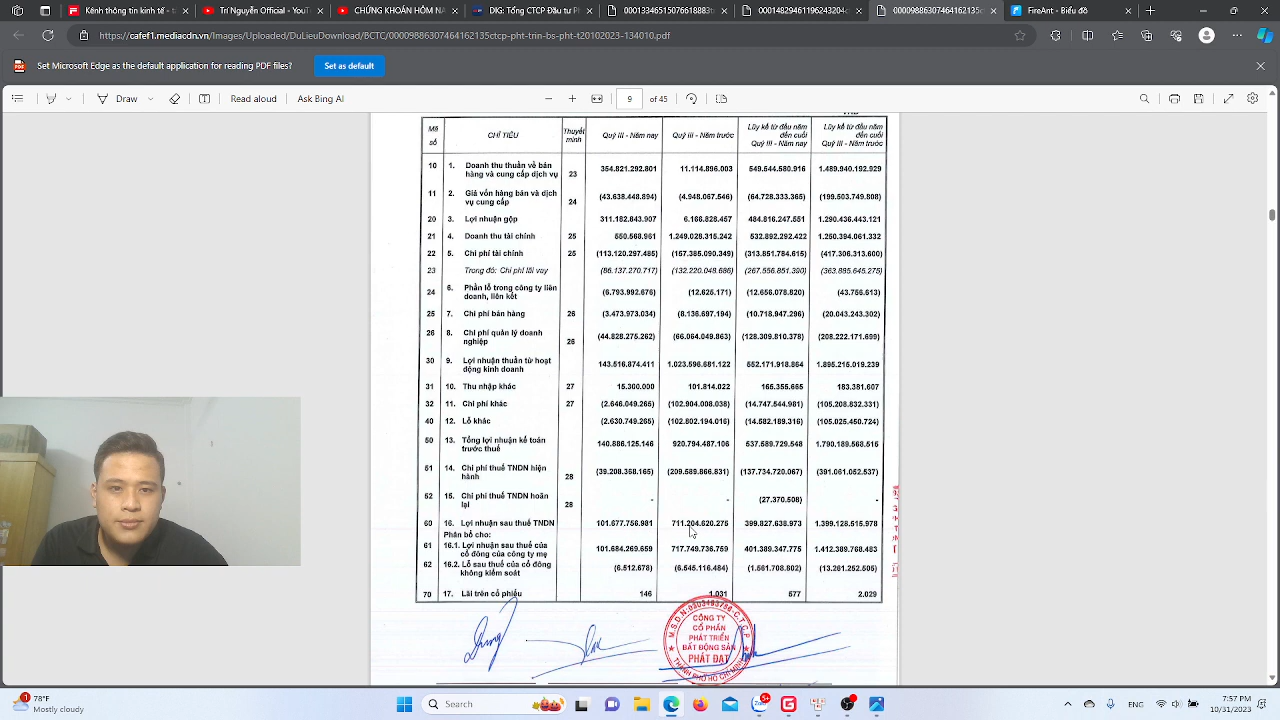 Kênh thông tin kinh tế -
Trí Nguyễn Official - YouT
CHỨNG KHOÁN HÔM NA
DIG: Tổng CTCP Đầu tư P
00013346515076618883t
00014829461196243204-
00009886307464162135c
FireAnt - Biểu đồ
https://cafef1.mediacdn.vn/Images/Uploaded/DuLieuDownload/BCTC/00009886307464162135ctcp-pht-trin-bs-pht-t20102023-134010.pdf
Set Microsoft Edge as the default application for reading PDF files?
Set as default
Draw
Read aloud
Ask Bing AI
9 of 45
VND
Mã số CHỈ TIÊU Thuyết minh Quý III - Năm nay Quý III - Năm trước Lũy kế từ đầu năm đến cuối Quý III - Năm nay Lũy kế từ đầu năm đến cuối Quý III - Năm trước
10 1. Doanh thu thuần về bán hàng và cung cấp dịch vụ 23 354.821.292.801 11.114.896.003 549.544.580.916 1.489.940.192.929
11 2. Giá vốn hàng bán và dịch vụ cung cấp 24 (43.638.448.894) (4.948.067.546) (64.728.333.365) (199.503.749.808)
20 3. Lợi nhuận gộp 311.182.843.907 6.166.828.457 484.816.247.551 1.290.436.443.121
21 4. Doanh thu tài chính 25 550.568.961 1.249.028.315.242 532.892.292.422 1.250.394.061.332
22 5. Chi phí tài chính 25 (113.120.297.485) (157.385.090.349) (313.851.784.615) (417.306.313.600)
23 Trong đó: Chi phí lãi vay (86.137.270.717) (132.220.048.686) (267.556.851.390) (363.895.645.275)
24 6. Phần lỗ trong công ty liên doanh, liên kết (6.793.992.676) (12.625.171) (12.656.078.820) (43.756.613)
25 7. Chi phí bán hàng 26 (3.473.973.034) (8.136.697.194) (10.718.947.296) (20.043.243.302)
26 8. Chi phí quản lý doanh nghiệp 26 (44.828.275.262) (66.064.049.863) (128.309.810.378) (208.222.171.699)
30 9. Lợi nhuận thuần từ hoạt động kinh doanh 143.516.874.411 1.023.596.681.122 552.171.918.864 1.895.215.019.239
31 10. Thu nhập khác 27 15.300.000 101.814.022 165.355.665 183.381.607
32 11. Chi phí khác 27 (2.646.049.265) (102.904.008.038) (14.747.544.981) (105.208.832.331)
40 12. Lỗ khác (2.630.749.265) (102.802.194.016) (14.582.189.316) (105.025.450.724)
50 13. Tổng lợi nhuận kế toán trước thuế 140.886.125.146 920.794.487.106 537.589.729.548 1.790.189.568.515
51 14. Chi phí thuế TNDN hiện hành 28 (39.208.368.165) (209.589.866.831) (137.734.720.067) (391.061.052.537)
52 15. Chi phí thuế TNDN hoãn lại 28 - - (27.370.508) -
60 16. Lợi nhuận sau thuế TNDN 101.677.756.981 711.204.620.275 399.827.638.973 1.399.128.515.978
Phân bổ cho:
61 16.1. Lợi nhuận sau thuế của cổ đông của công ty mẹ 101.684.269.659 717.749.736.759 401.389.347.775 1.412.389.768.483
62 16.2. Lỗ sau thuế của cổ đông không kiểm soát (6.512.678) (6.545.116.484) (1.561.708.802) (13.261.252.505)
70 17. Lãi trên cổ phiếu 146 1.031 577 2.029
CÔNG TY
CỔ PHẦN
PHÁT TRIỂN
BẤT ĐỘNG SẢN
PHÁT ĐẠT
THÀNH PHỐ HỒ CHÍ MINH
78°F
Mostly cloudy
Search
ENG
7:57 PM
10/31/2023